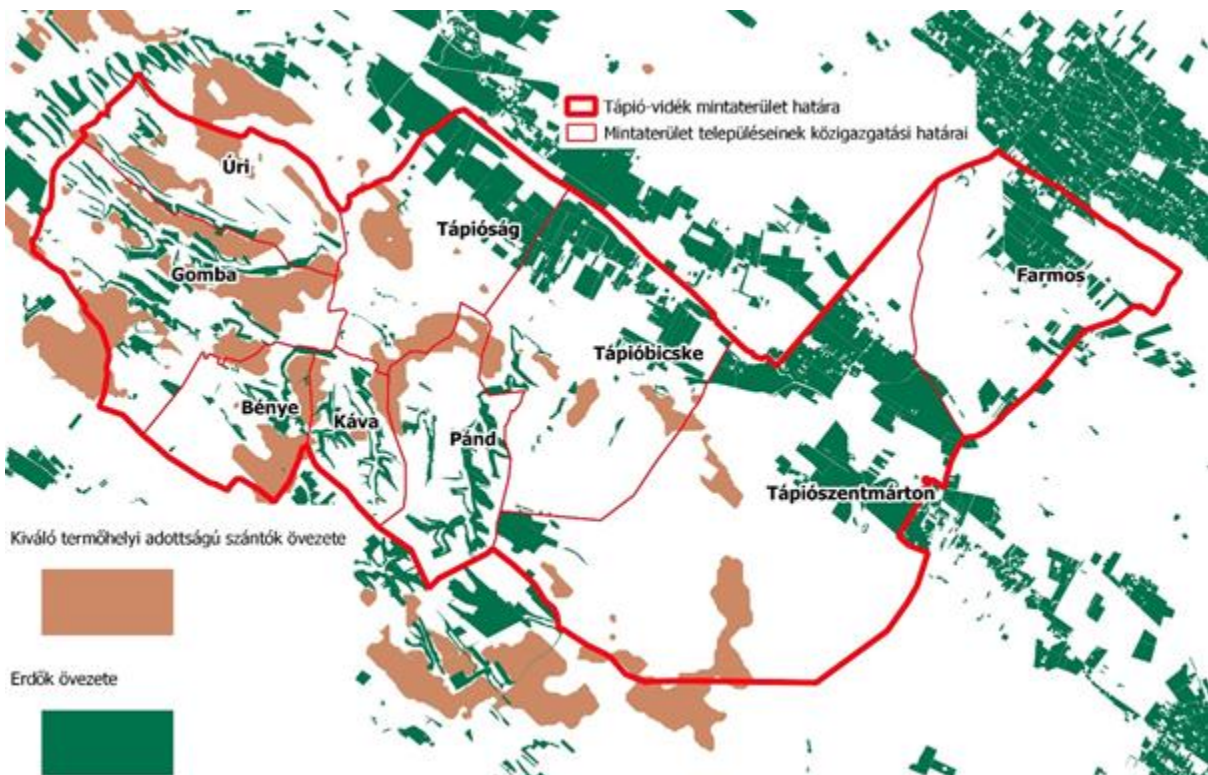 Tápió-vidék mintaterület határa
Mintaterület településeinek közigazgatási határai
Úri
Tápióság
Gomba
Farmos
Tápióbicske
Bénye
Káva
Pánd
Tápiószentmárton
Kiváló termőhelyi adottságú szántók övezete
Erdők övezete